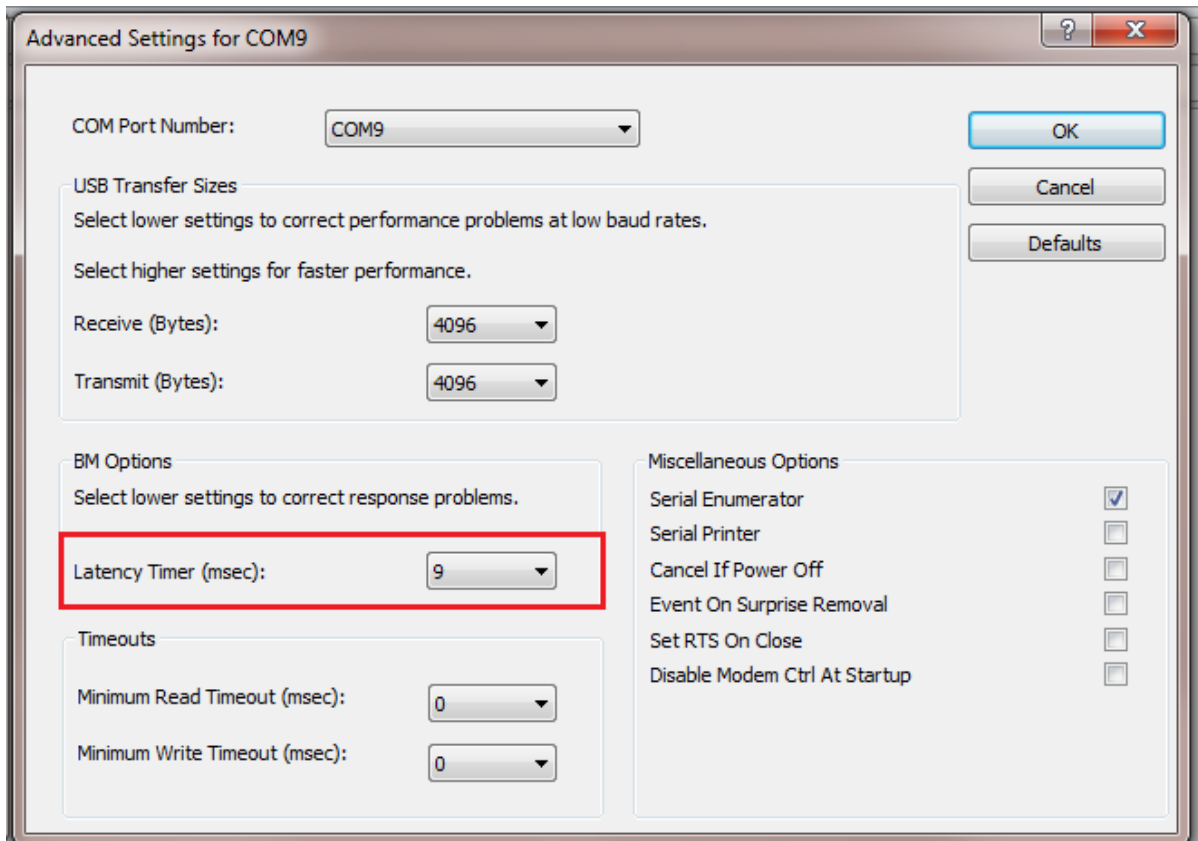 Advanced Settings for COM9
?
X
COM Port Number:
COM9
OK
USB Transfer Sizes
Cancel
Select lower settings to correct performance problems at low baud rates.
Defaults
Select higher settings for faster performance.
Receive (Bytes):
4096
Transmit (Bytes):
4096
BM Options
Select lower settings to correct response problems.
Latency Timer (msec):
9
Timeouts
Minimum Read Timeout (msec):
0
Minimum Write Timeout (msec):
0
Miscellaneous Options
Serial Enumerator
Serial Printer
Cancel If Power Off
Event On Surprise Removal
Set RTS On Close
Disable Modem Ctrl At Startup